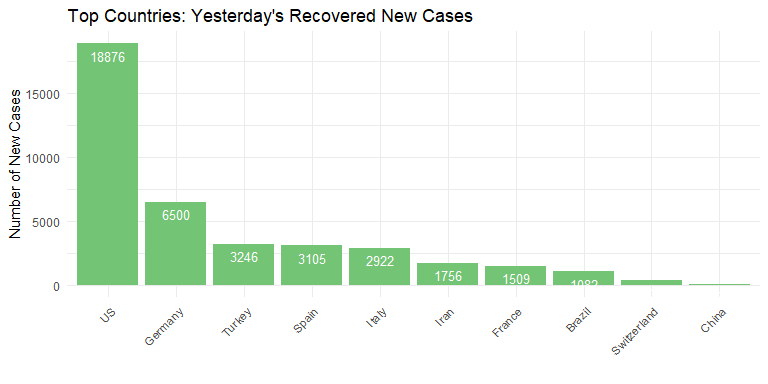 Top Countries: Yesterday's Recovered New Cases
Number of New Cases
15000
10000
5000
0
18876
6500
3246
3105
2922
1756
1509
1082
US
Germany
Turkey
Spain
Italy
Iran
France
Brazil
Switzerland
China